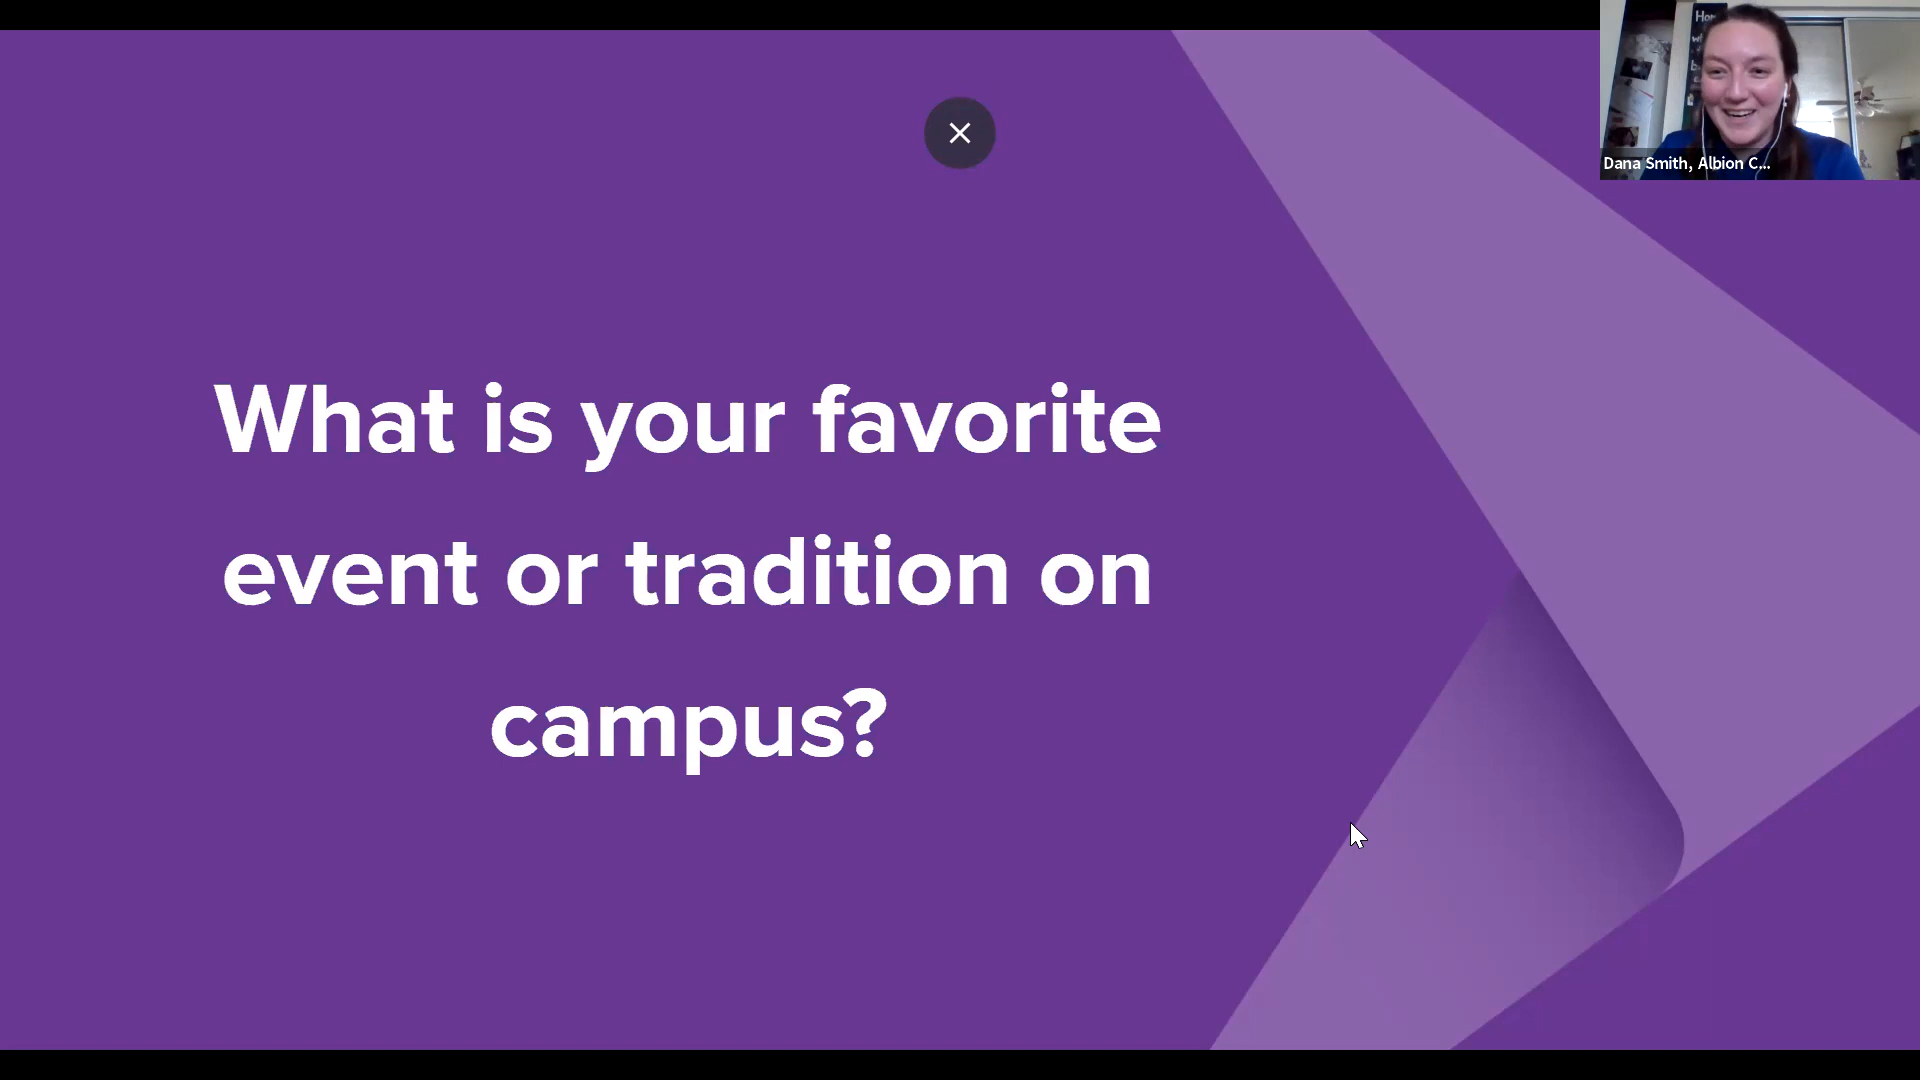 What is your favorite
event or tradition on
campus?
Dana Smith, Albion C...